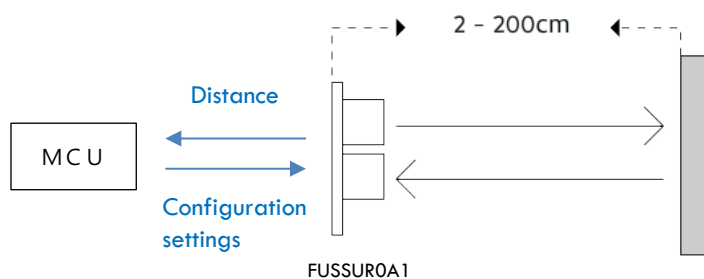 2 - 200cm
Distance
MCU
Configuration
settings
FUSSUR0A1